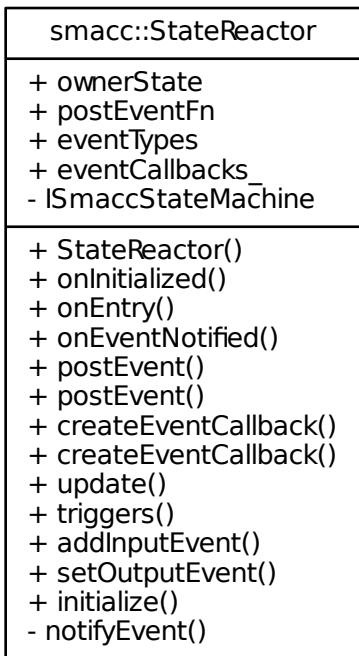 smacc::StateReactor
+ ownerState
+ postEventFn
+ eventTypes
+ eventCallbacks_
- ISmaccStateMachine
+ StateReactor()
+ onInitialized()
+ onEntry()
+ onEventNotified()
+ postEvent()
+ postEvent()
+ createEventCallback()
+ createEventCallback()
+ update()
+ triggers()
+ addInputEvent()
+ setOutputEvent()
+ initialize()
- notifyEvent()